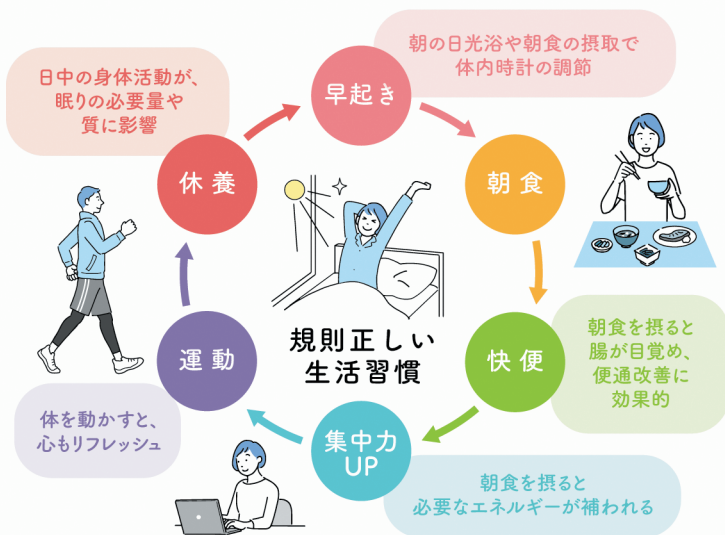 早起き
朝の日光浴や朝食の摂取で
体内時計の調節
朝食
快便
朝食を摂ると
腸が目覚め、
便通改善に
効果的
集中力
UP
朝食を摂ると
必要なエネルギーが補われる
運動
体を動かすと、
心もリフレッシュ
休養
日中の身体活動が、
眠りの必要量や
質に影響
規則正しい
生活習慣